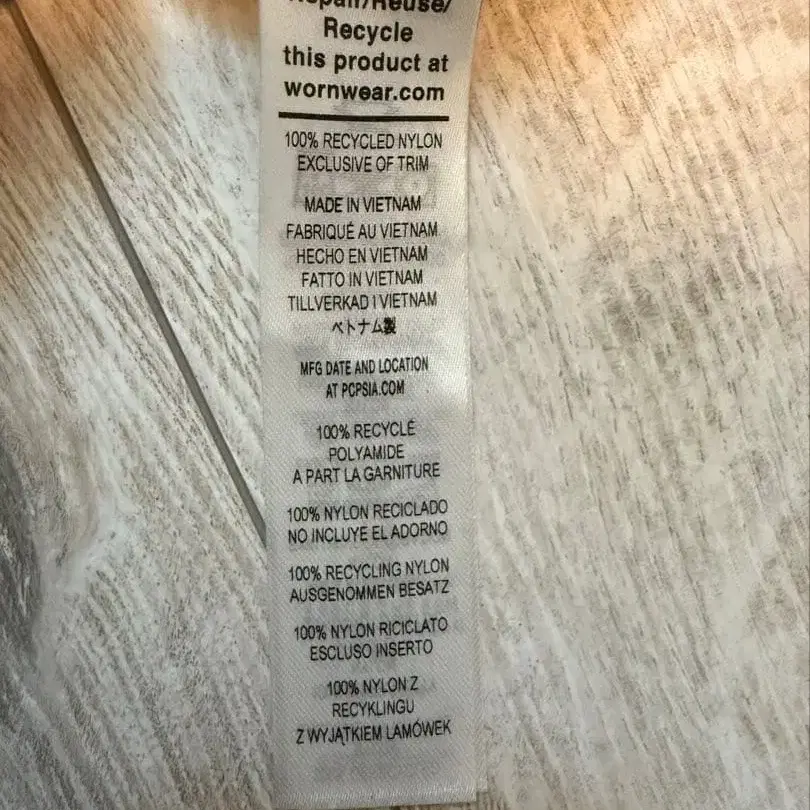 Repair/Reuse/
Recycle
this product at
wornwear.com
100% RECYCLED NYLON
EXCLUSIVE OF TRIM
MADE IN VIETNAM
FABRIQUÉ AU VIETNAM
HECHO EN VIETNAM
FATTO IN VIETNAM
TILLVERKAD I VIETNAM
ベトナム製
MFG DATE AND LOCATION
AT PCPSIA.COM
100% RECYCLÉ
POLYAMIDE
A PART LA GARNITURE
100% NYLON RECICLADO
NO INCLUYE EL ADORNO
100% RECYCLING NYLON
AUSGENOMMEN BESATZ
100% NYLON RICICLATO
ESCLUSO INSERTO
100% NYLON Z
RECYKLINGU
Z WYJĄTKIEM LAMÓWEK